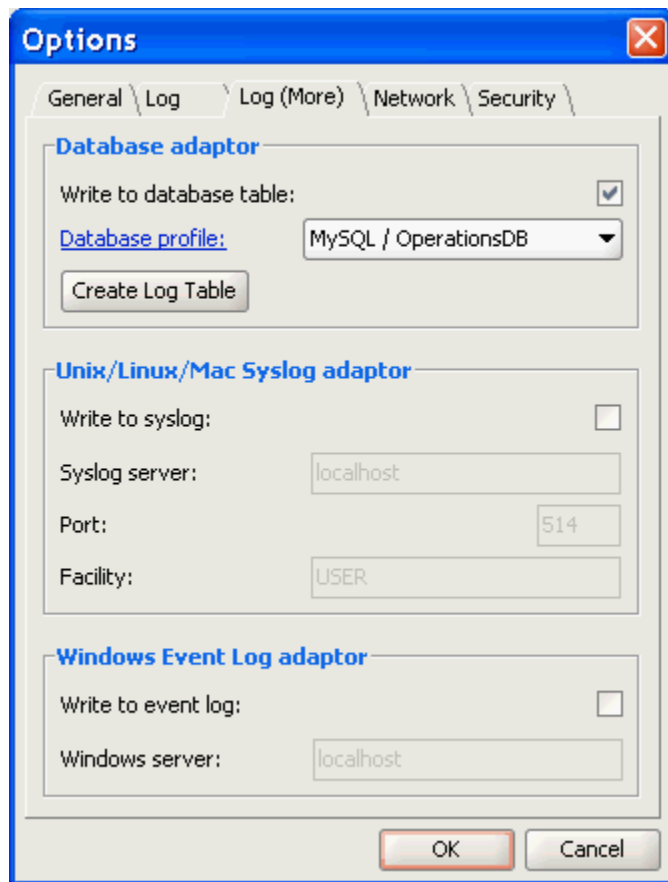 Options
General Log Log (More) Network Security
Database adaptor
Write to database table:
Database profile: MySQL / OperationsDB
Create Log Table
Unix/Linux/Mac Syslog adaptor
Write to syslog:
Syslog server: localhost
Port: 514
Facility: USER
Windows Event Log adaptor
Write to event log:
Windows server: localhost
OK Cancel